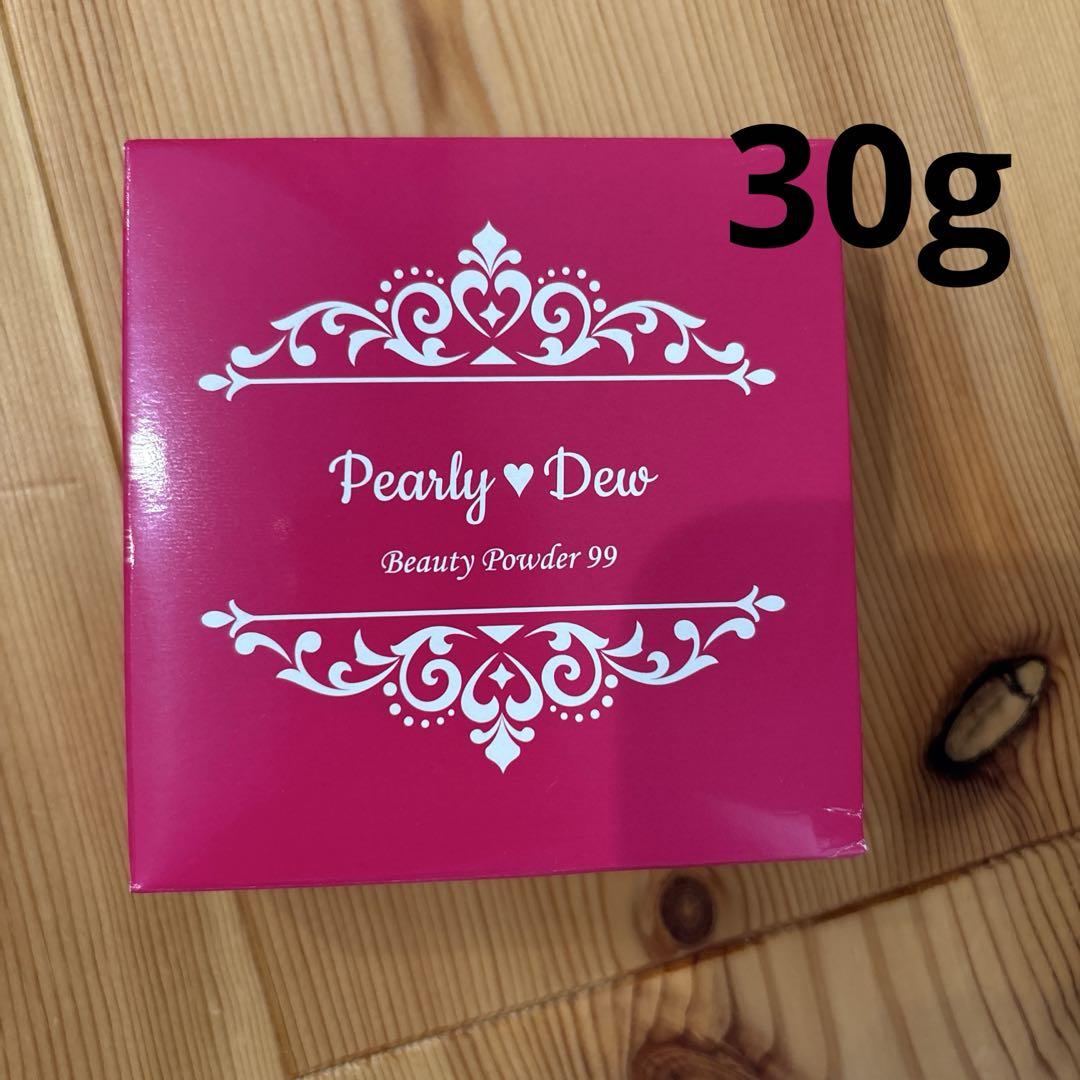 30g
Pearly ♥ Dew
Beauty Powder 99